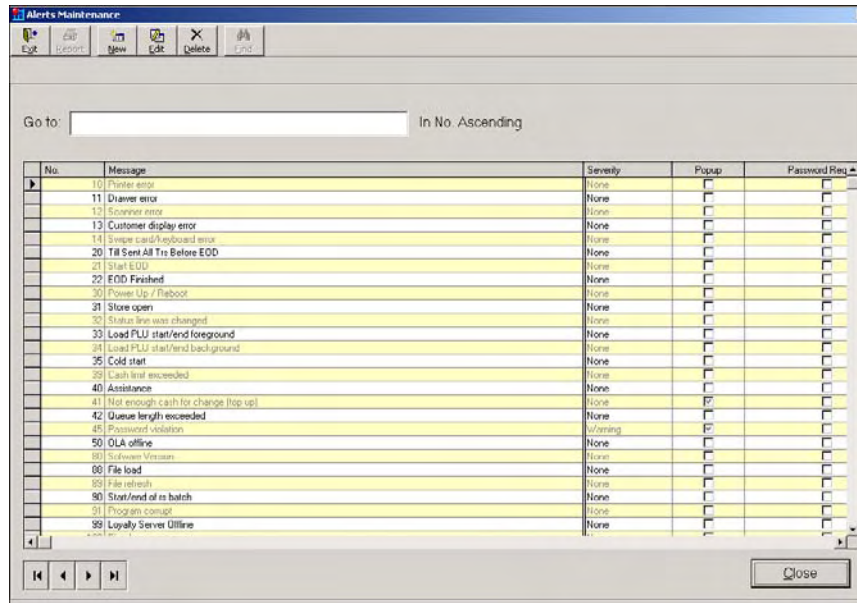 Alerts Maintenance
Exit Report New Edit Delete Find
Go to: In No. Ascending
No. Message Severity Popup Password Req
10 Printer error None
11 Drawer error None
12 Scanner error None
13 Customer display error None
14 Swipe card/keyboard error None
20 Till Sent All Trs Before EOD None
21 Start EOD None
22 EOD Finished None
30 Power Up / Reboot None
31 Store open None
32 Status line was changed None
33 Load PLU start/end foreground None
34 Load PLU start/end background None
35 Cold start None
39 Cash limit exceeded None
40 Assistance None
41 Not enough cash for change (top up) None
42 Queue length exceeded None
45 Password violation Warning
50 OLA offline None
80 Software Version None
88 File load None
89 File refresh None
90 Start/end of rs batch None
91 Program corrupt None
99 Loyally Server Offline None
Close